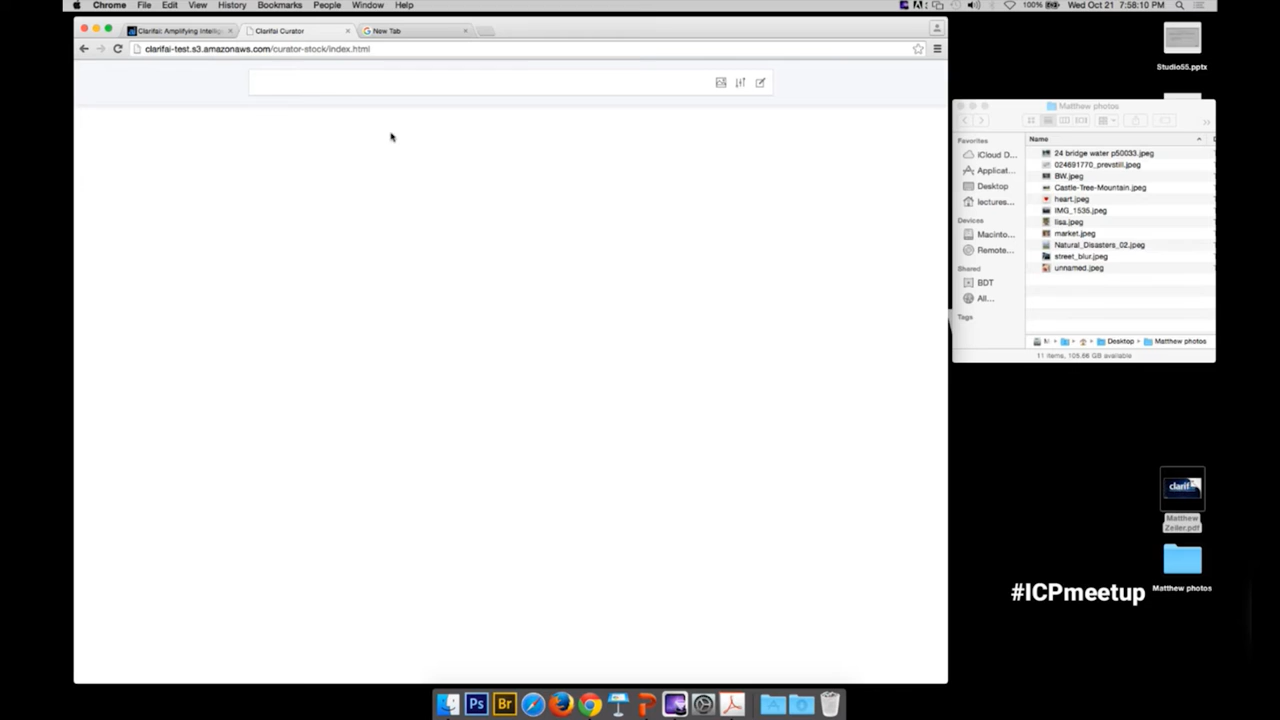 Chrome File Edit View History Bookmarks People Window Help
100% Wed Oct 21 7:58:10 PM
Clarifai: Amplifying Intellig
Clarifai Curator
New Tab
clarifai-test.s3.amazonaws.com/curator-stock/index.html
Studio55.pptx
Matthew photos
Favorites
iCloud D...
Applicat...
Desktop
lectures...
Devices
Macinto...
Remote...
Shared
BDT
All...
Tags
Name
24 bridge water p50033.jpeg
024691770_prevstill.jpeg
BW.jpeg
Castle-Tree-Mountain.jpeg
heart.jpeg
IMG_1535.jpeg
lisa.jpeg
market.jpeg
Natural_Disasters_02.jpeg
street_blur.jpeg
unnamed.jpeg
M Desktop Matthew photos
11 items, 105.66 GB available
clarif
Matthew
Zeiler.pdf
#ICPmeetup
Matthew photos
Ps Br